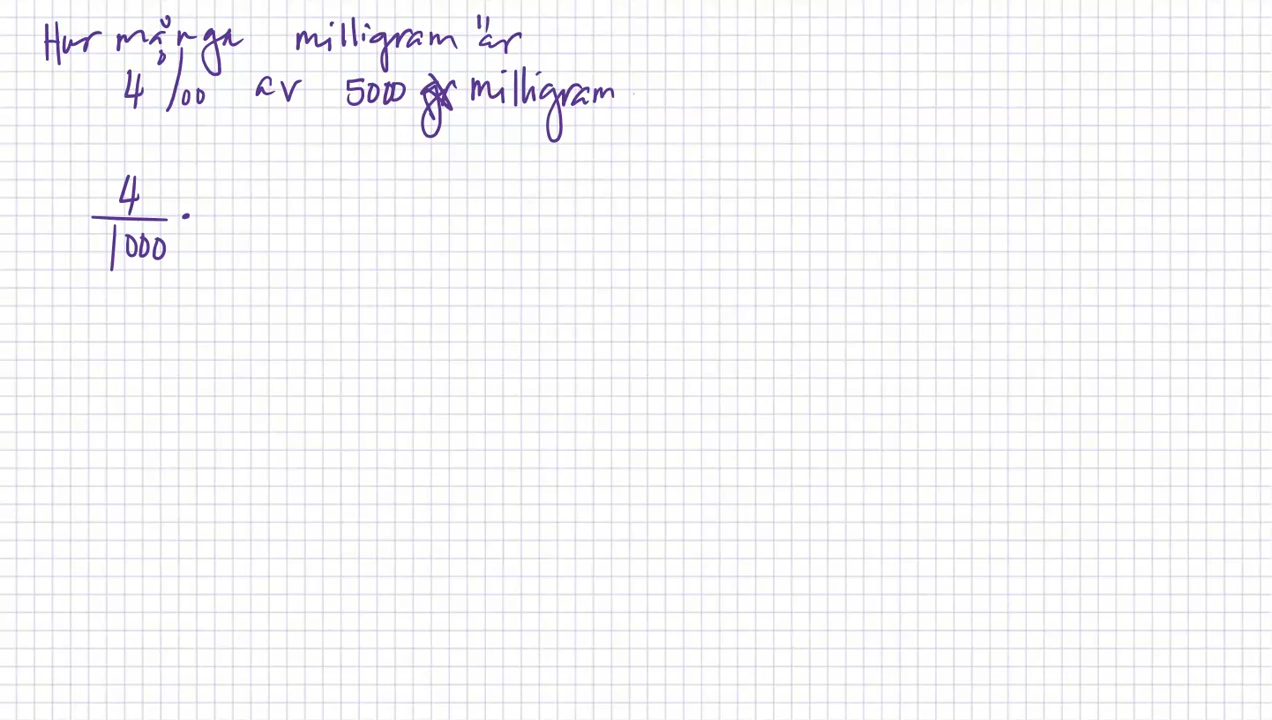 Hur många milligram är
4 ‰ av 5000 milligram
4
1000 ·